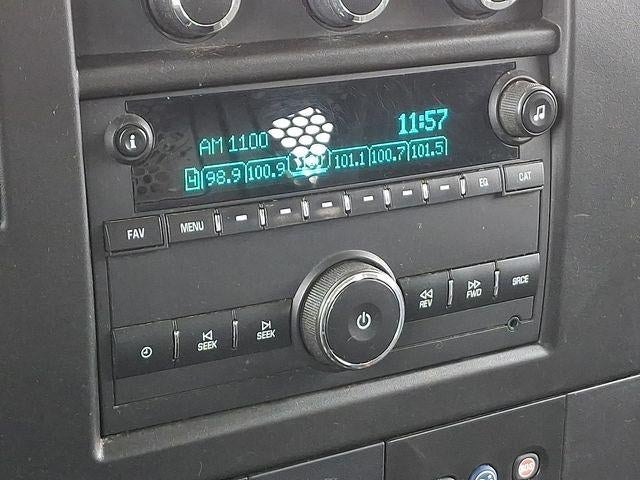 11:57
AM 1100
4 98.9 100.9 101.1 100.7 101.5
FAV MENU EQ CAT
REV FWD SRCE
SEEK SEEK